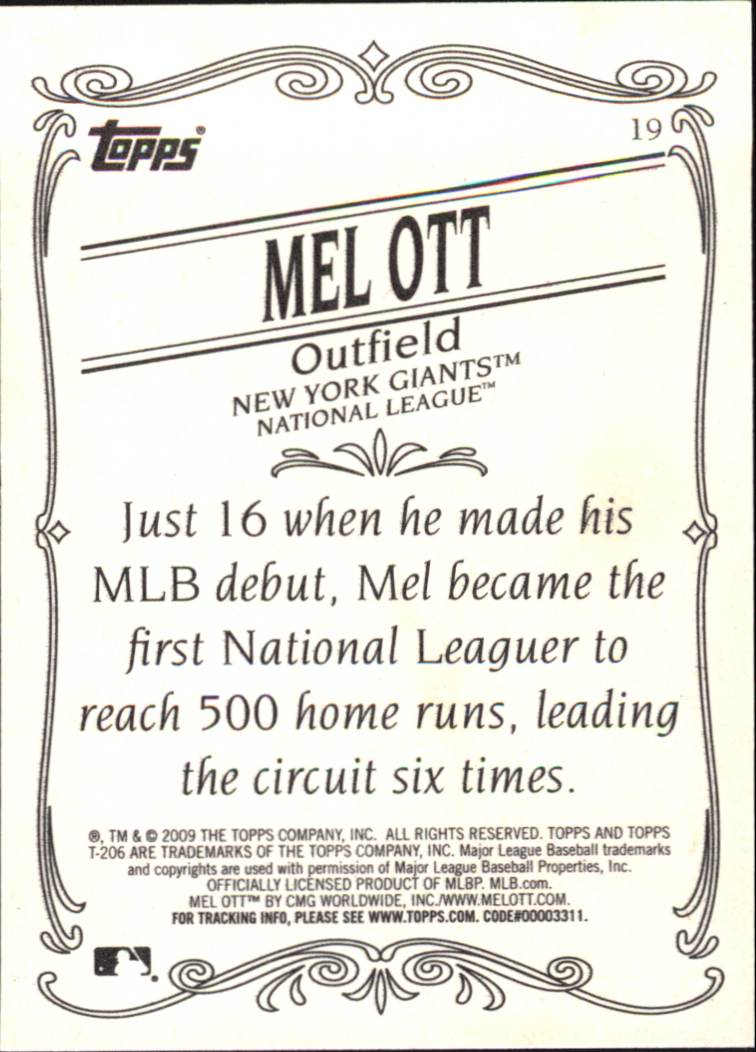 Topps®
19
MEL OTT
Outfield
NEW YORK GIANTS™
NATIONAL LEAGUE™
Just 16 when he made his
MLB debut, Mel became the
first National Leaguer to
reach 500 home runs, leading
the circuit six times.
®, TM & © 2009 THE TOPPS COMPANY, INC. ALL RIGHTS RESERVED. TOPPS AND TOPPS
T-206 ARE TRADEMARKS OF THE TOPPS COMPANY, INC. Major League Baseball trademarks
and copyrights are used with permission of Major League Baseball Properties, Inc.
OFFICIALLY LICENSED PRODUCT OF MLBP. MLB.com.
MEL OTT™ BY CMG WORLDWIDE, INC./WWW.MELOTT.COM.
FOR TRACKING INFO, PLEASE SEE WWW.TOPPS.COM. CODE#00003311.